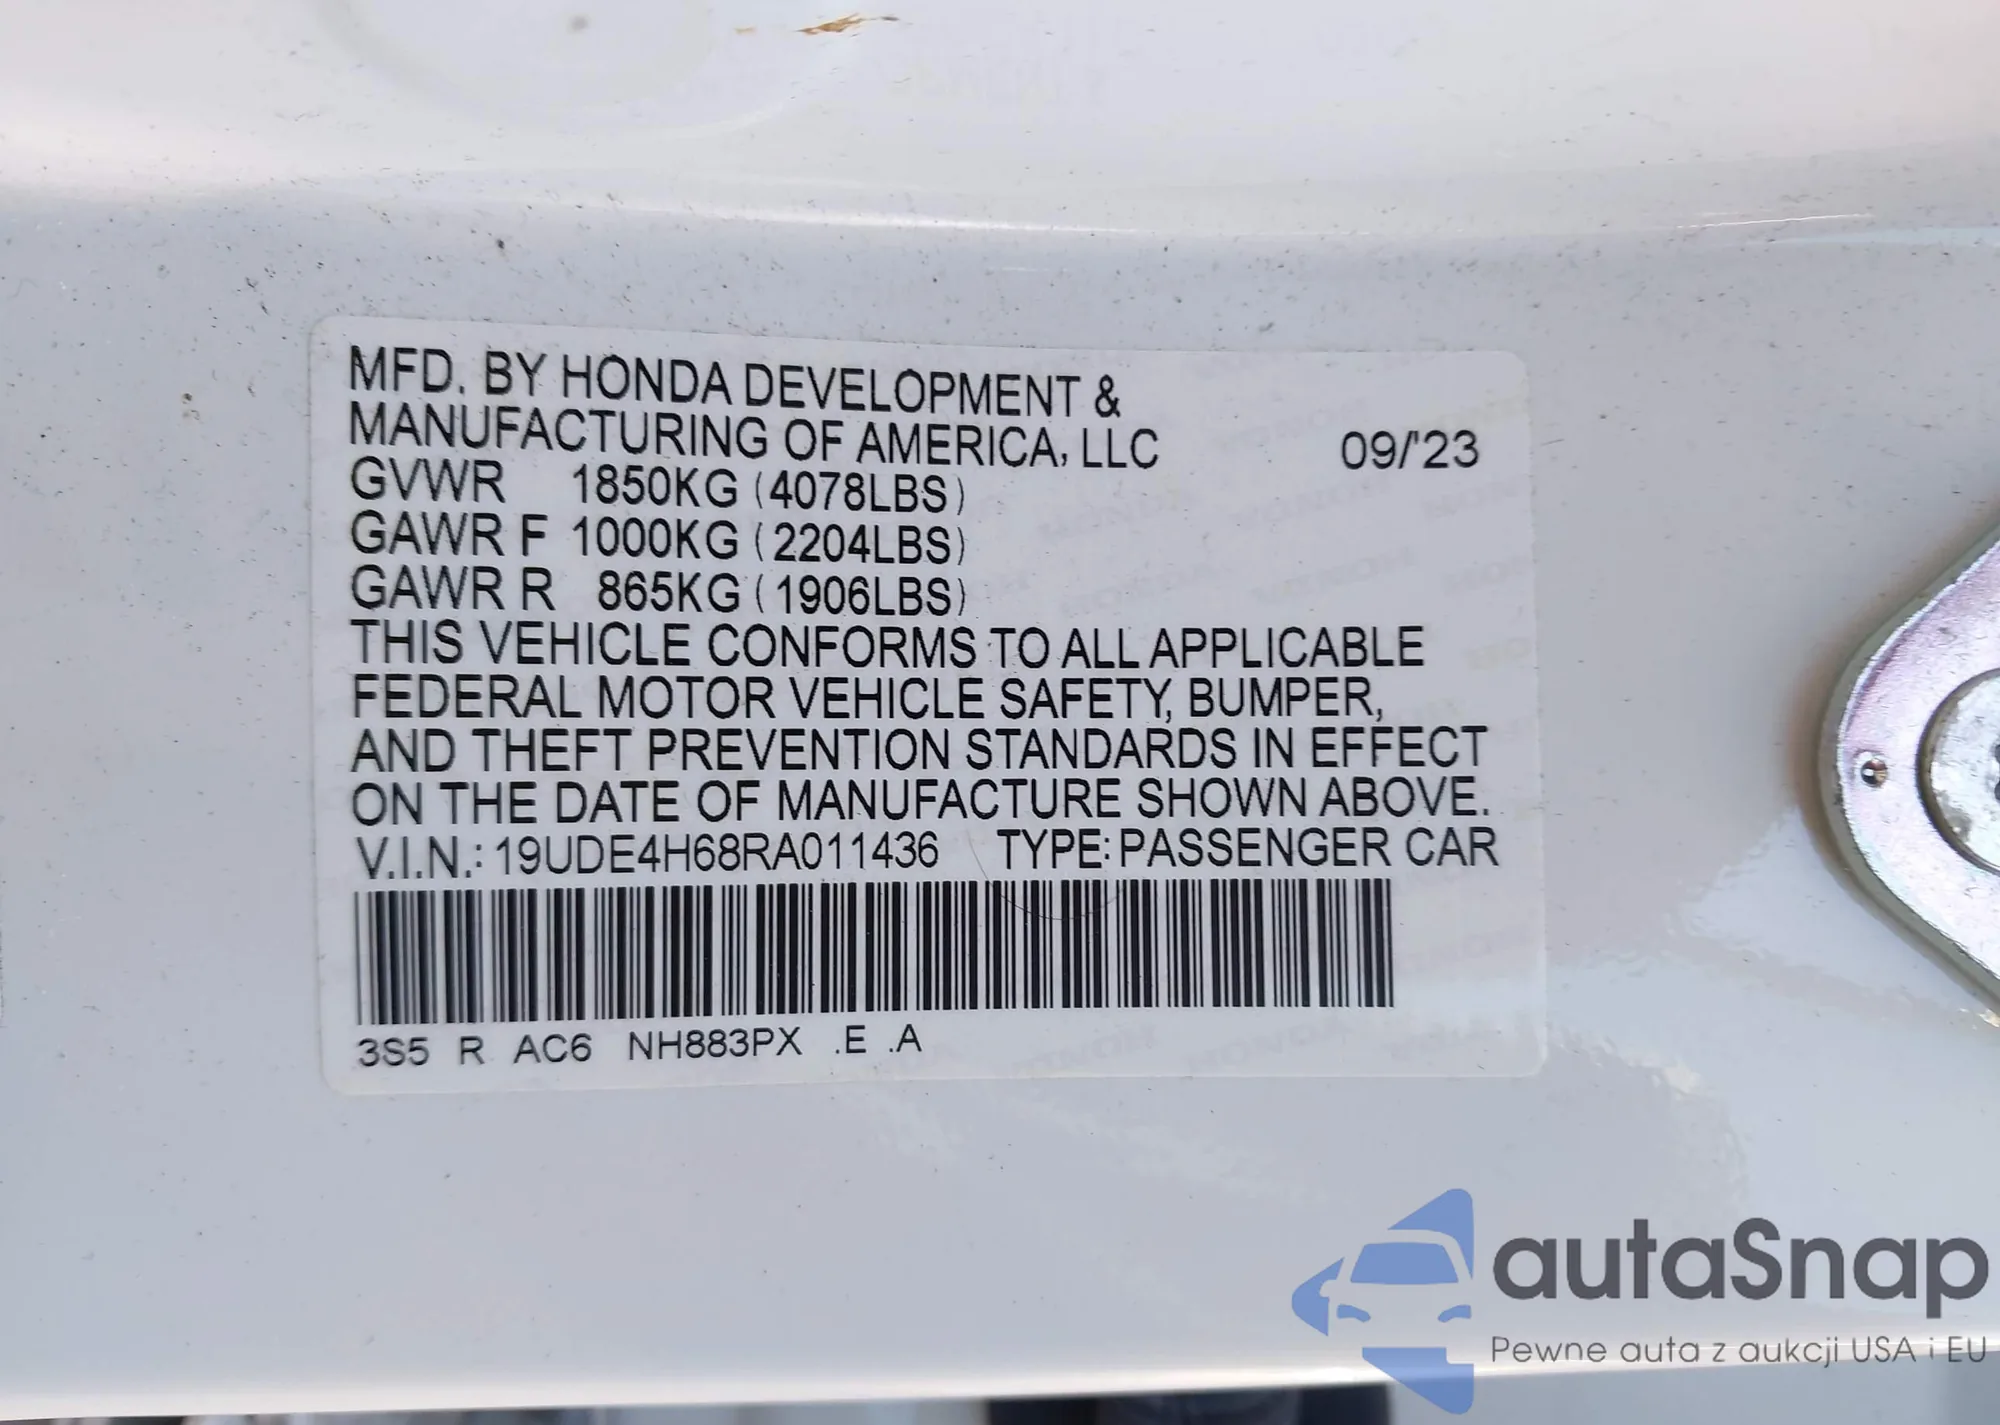 MFD. BY HONDA DEVELOPMENT &
MANUFACTURING OF AMERICA, LLC 09/'23
GVWR 1850KG (4078LBS)
GAWR F 1000KG (2204LBS)
GAWR R 865KG (1906LBS)
THIS VEHICLE CONFORMS TO ALL APPLICABLE
FEDERAL MOTOR VEHICLE SAFETY, BUMPER,
AND THEFT PREVENTION STANDARDS IN EFFECT
ON THE DATE OF MANUFACTURE SHOWN ABOVE.
V.I.N.: 19UDE4H68RA011436 TYPE: PASSENGER CAR
3S5 R AC6 NH883PX .E .A
autaSnap
Pewne auta z aukcji USA i EU